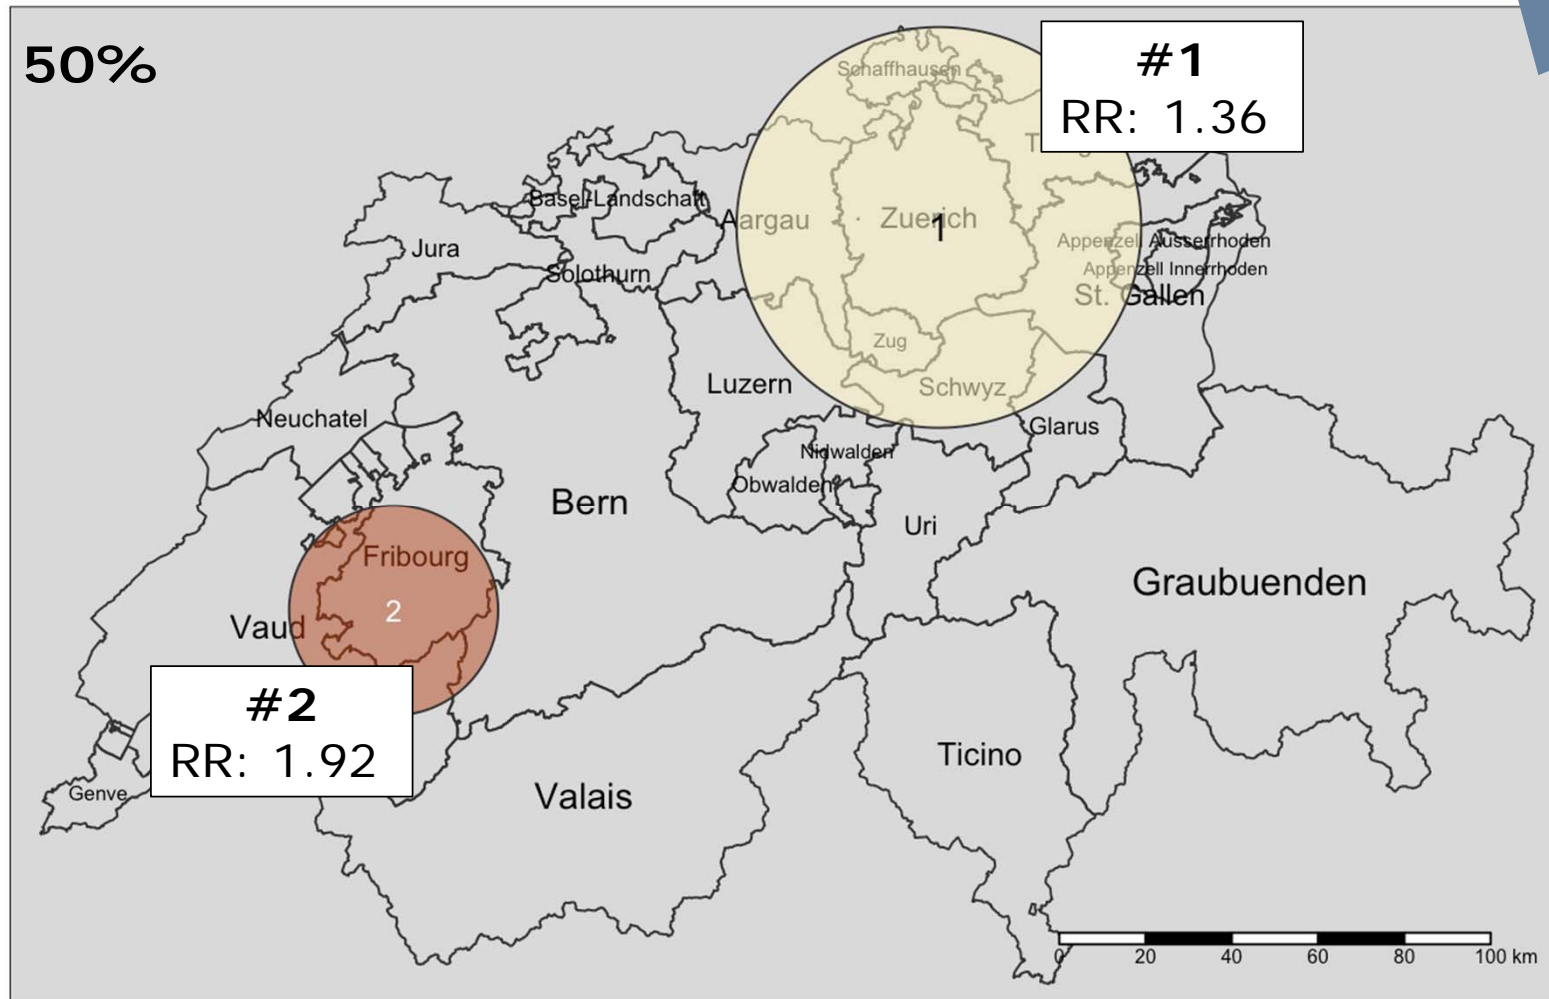 50%
#1
RR: 1.36
Schaffhausen
Basel-Landschaft
Aargau
Zuerich
1
Jura
Appenzell Ausserrhoden
Solothurn
Appenzell Innerrhoden
St. Gallen
Zug
Luzern
Schwyz
Neuchatel
Glarus
Nidwalden
Obwalden
Bern
Uri
Fribourg
Graubuenden
2
Vaud
#2
RR: 1.92
Ticino
Genve
Valais
0 20 40 60 80 100 km